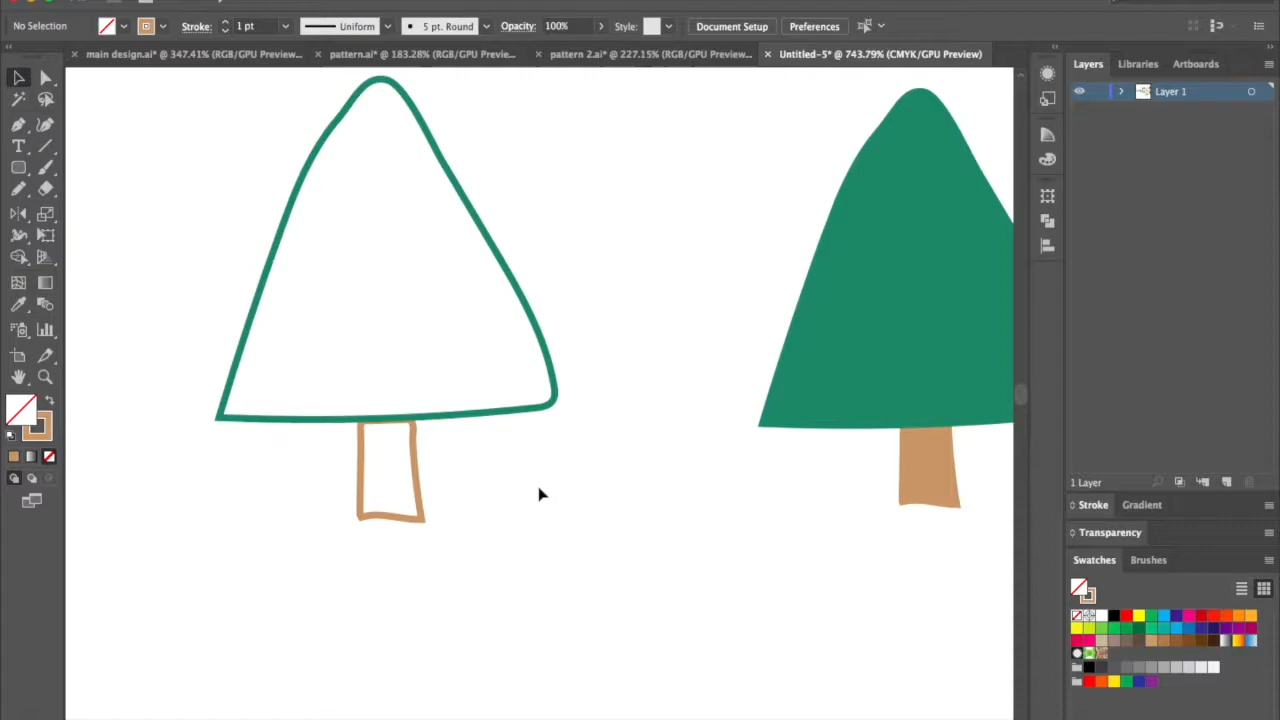 No Selection Stroke: 1 pt Uniform 5 pt. Round Opacity: 100% Style: Document Setup Preferences
main design.ai* @ 347.41% (RGB/GPU Preview... pattern.ai* @ 183.28% (RGB/GPU Previe... pattern 2.ai* @ 227.15% (RGB/GPU Preview... Untitled-5* @ 743.79% (CMYK/GPU Preview)
Layers Libraries Artboards
Layer 1
1 Layer
Stroke Gradient
Transparency
Swatches Brushes